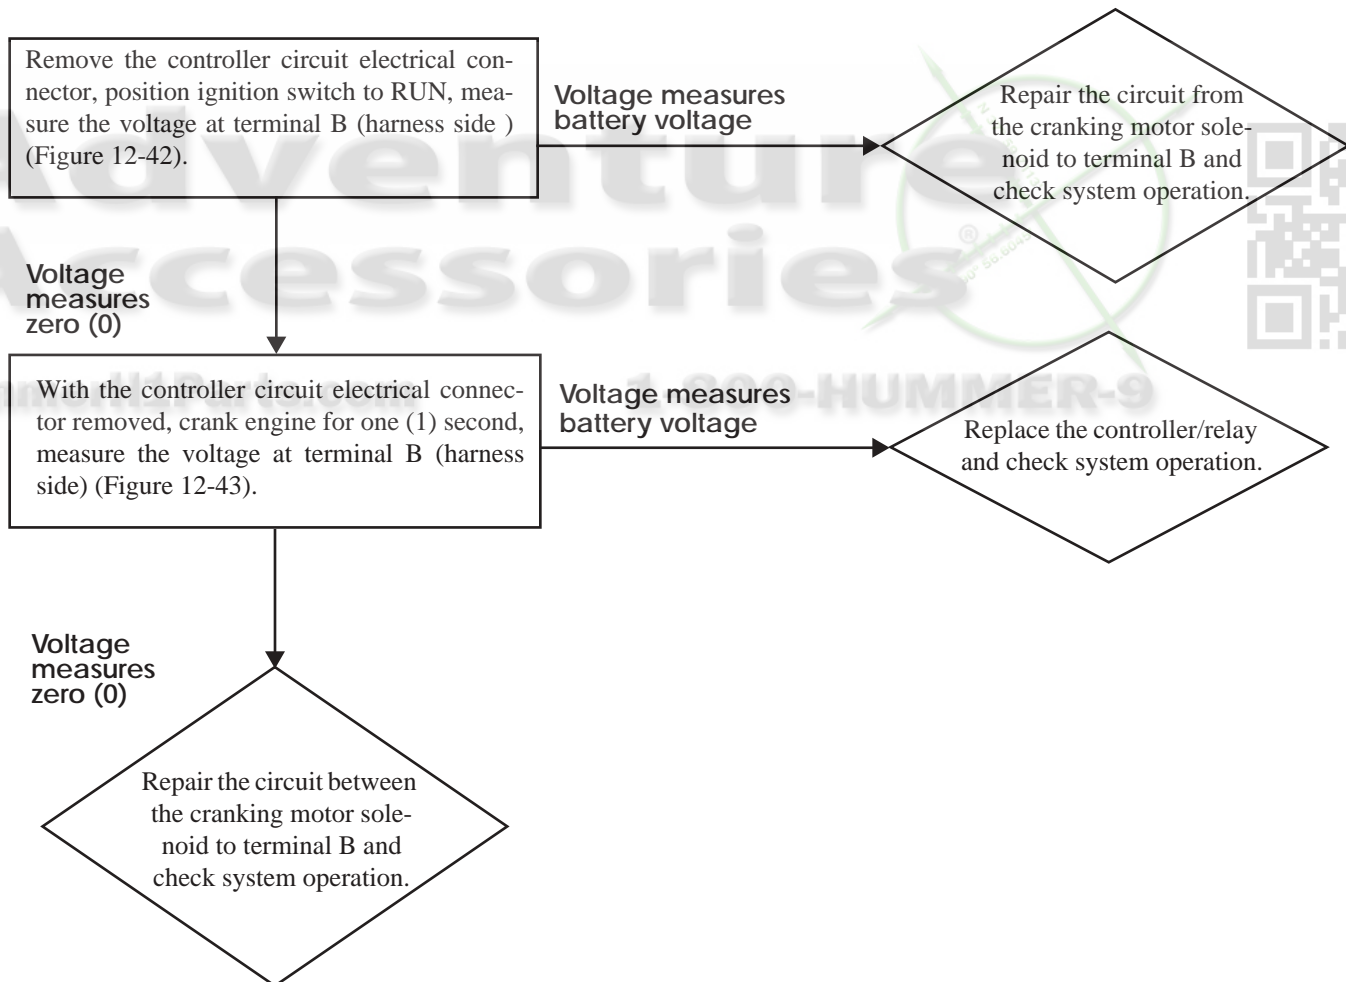 Remove the controller circuit electrical con-
nector, position ignition switch to RUN, mea-
sure the voltage at terminal B (harness side )
(Figure 12-42).
Voltage measures
battery voltage
Repair the circuit from
the cranking motor sole-
noid to terminal B and
check system operation.
Adventure
Accessories
®
Voltage
measures
zero (0)
With the controller circuit electrical connec-
tor removed, crank engine for one (1) second,
measure the voltage at terminal B (harness
side) (Figure 12-43).
Voltage measures
battery voltage
Replace the controller/relay
and check system operation.
1-800-HUMMER-9
Voltage
measures
zero (0)
Repair the circuit between
the cranking motor sole-
noid to terminal B and
check system operation.